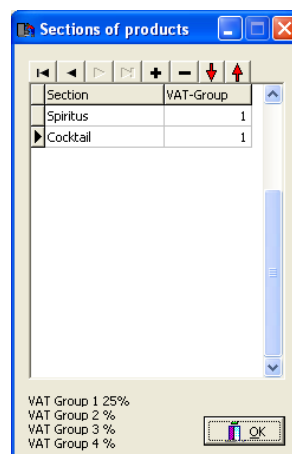 Sections of products
Section VAT-Group
Spiritus 1
Cocktail 1
VAT Group 1 25%
VAT Group 2 %
VAT Group 3 %
VAT Group 4 %
OK